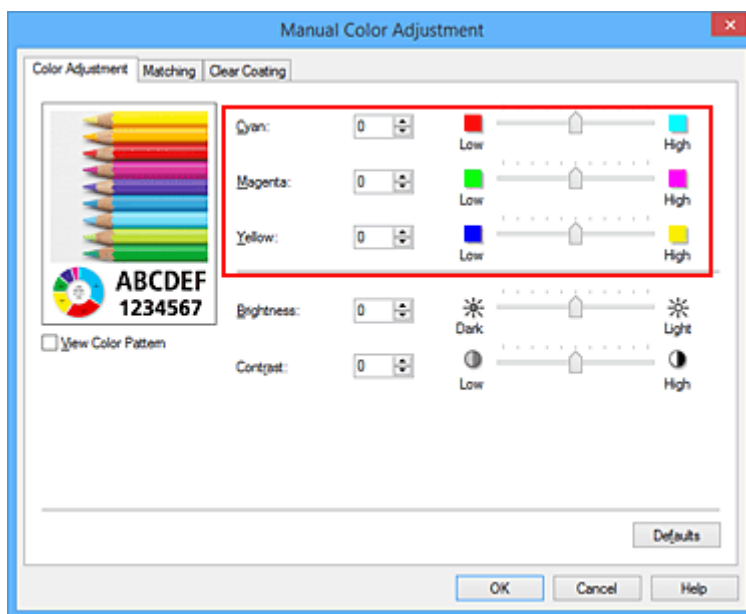 Manual Color Adjustment
x
Color Adjustment Matching Clear Coating
Cyan: 0 Low High
Magenta: 0 Low High
Yellow: 0 Low High
ABCDEF
1234567
Brightness: 0 Dark Light
View Color Pattern
Contrast: 0 Low High
Defaults
OK Cancel Help